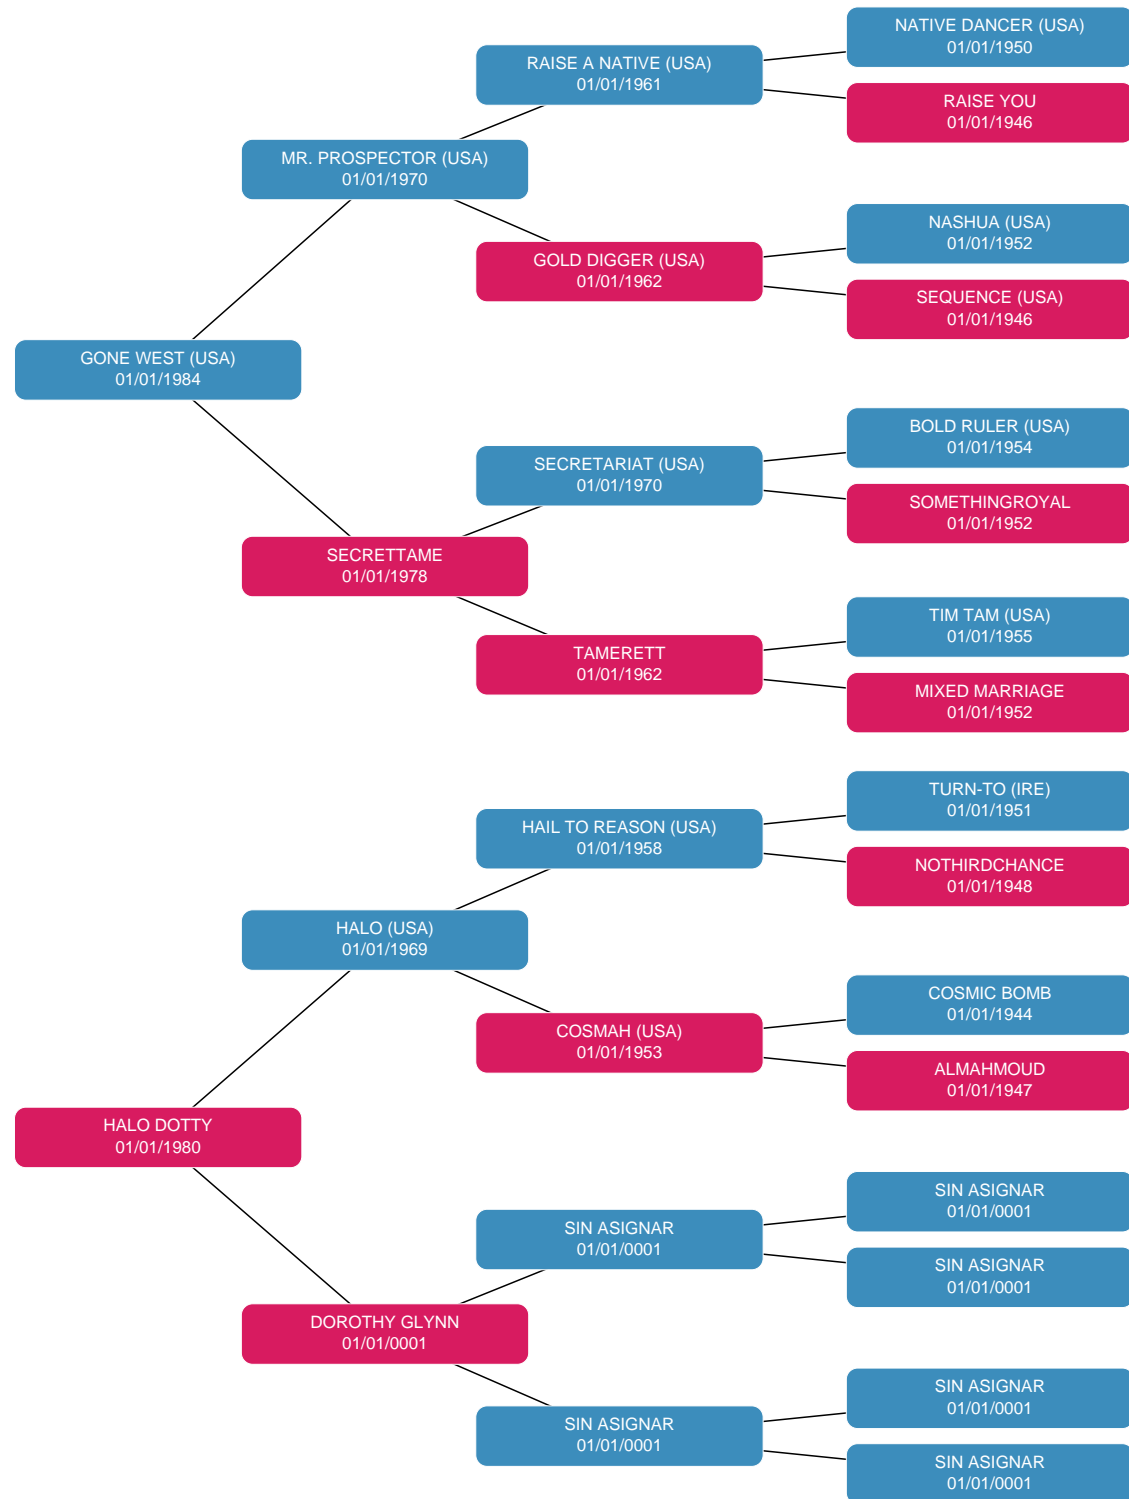 NATIVE DANCER (USA)
01/01/1950
RAISE A NATIVE (USA)
01/01/1961
RAISE YOU
01/01/1946
MR. PROSPECTOR (USA)
01/01/1970
NASHUA (USA)
01/01/1952
GOLD DIGGER (USA)
01/01/1962
SEQUENCE (USA)
01/01/1946
GONE WEST (USA)
01/01/1984
BOLD RULER (USA)
01/01/1954
SECRETARIAT (USA)
01/01/1970
SOMETHINGROYAL
01/01/1952
SECRETTAME
01/01/1978
TIM TAM (USA)
01/01/1955
TAMERETT
01/01/1962
MIXED MARRIAGE
01/01/1952
TURN-TO (IRE)
01/01/1951
HAIL TO REASON (USA)
01/01/1958
NOTHIRDCHANCE
01/01/1948
HALO (USA)
01/01/1969
COSMIC BOMB
01/01/1944
COSMAH (USA)
01/01/1953
ALMAHMOUD
01/01/1947
HALO DOTTY
01/01/1980
SIN ASIGNAR
01/01/0001
SIN ASIGNAR
01/01/0001
SIN ASIGNAR
01/01/0001
DOROTHY GLYNN
01/01/0001
SIN ASIGNAR
01/01/0001
SIN ASIGNAR
01/01/0001
SIN ASIGNAR
01/01/0001